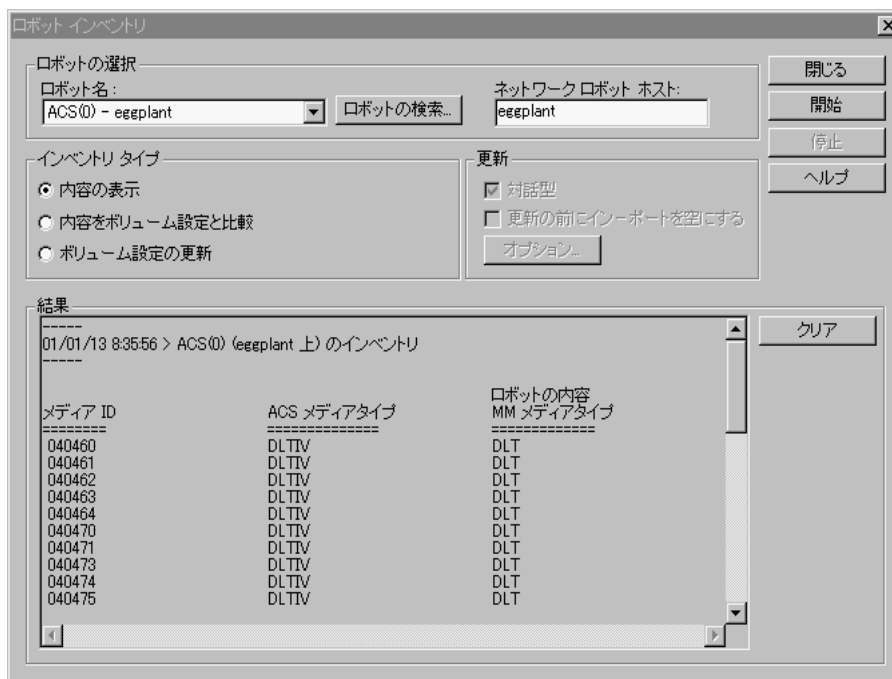 ロボット インベントリ
ロボットの選択
ロボット名:
ACS(0) - eggplant
ロボットの検索...
ネットワーク ロボット ホスト:
eggplant
閉じる
開始
停止
ヘルプ
インベントリ タイプ
内容の表示
内容をボリューム設定と比較
ボリューム設定の更新
更新
対話型
更新の前にインーポートを空にする
オプション...
結果
-----
01/01/13 8:35:56 > ACS(0) (eggplant 上) のインベントリ
-----
ロボットの内容
メディア ID ACS メディアタイプ MM メディアタイプ
======== ============== =============
040460 DLTIV DLT
040461 DLTIV DLT
040462 DLTIV DLT
040463 DLTIV DLT
040464 DLTIV DLT
040470 DLTIV DLT
040471 DLTIV DLT
040473 DLTIV DLT
040474 DLTIV DLT
040475 DLTIV DLT
クリア